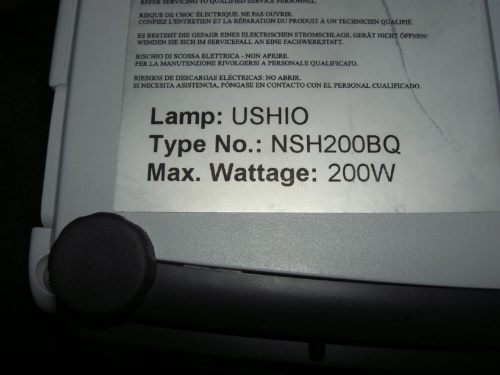 REFER SERVICING TO QUALIFIED SERVICE PERSONNEL.
RISQUE DE CHOC ÉLECTRIQUE. NE PAS OUVRIR.
CONFIEZ L'ENTRETIEN ET LA RÉPARATION DU PRODUIT À UN TECHNICIEN QUALIFIÉ.
ES BESTEHT DIE GEFAHR EINES ELEKTRISCHEN STROMSCHLAGS, GERÄT NICHT ÖFFNEN!
WENDEN SIE SICH IM SERVICEFALL AN EINE FACHWERKSTATT.
RISCHIO DI SCOSSA ELETTRICA - NON APRIRE.
PER LA MANUTENZIONE RIVOLGERSI A PERSONALE QUALIFICATO.
RIESGOS DE DESCARGAS ELÉCTRICAS: NO ABRIR.
SI NECESITA ASISTENCIA, PÓNGASE EN CONTACTO CON EL PERSONAL CUALIFICADO.
Lamp: USHIO
Type No.: NSH200BQ
Max. Wattage: 200W